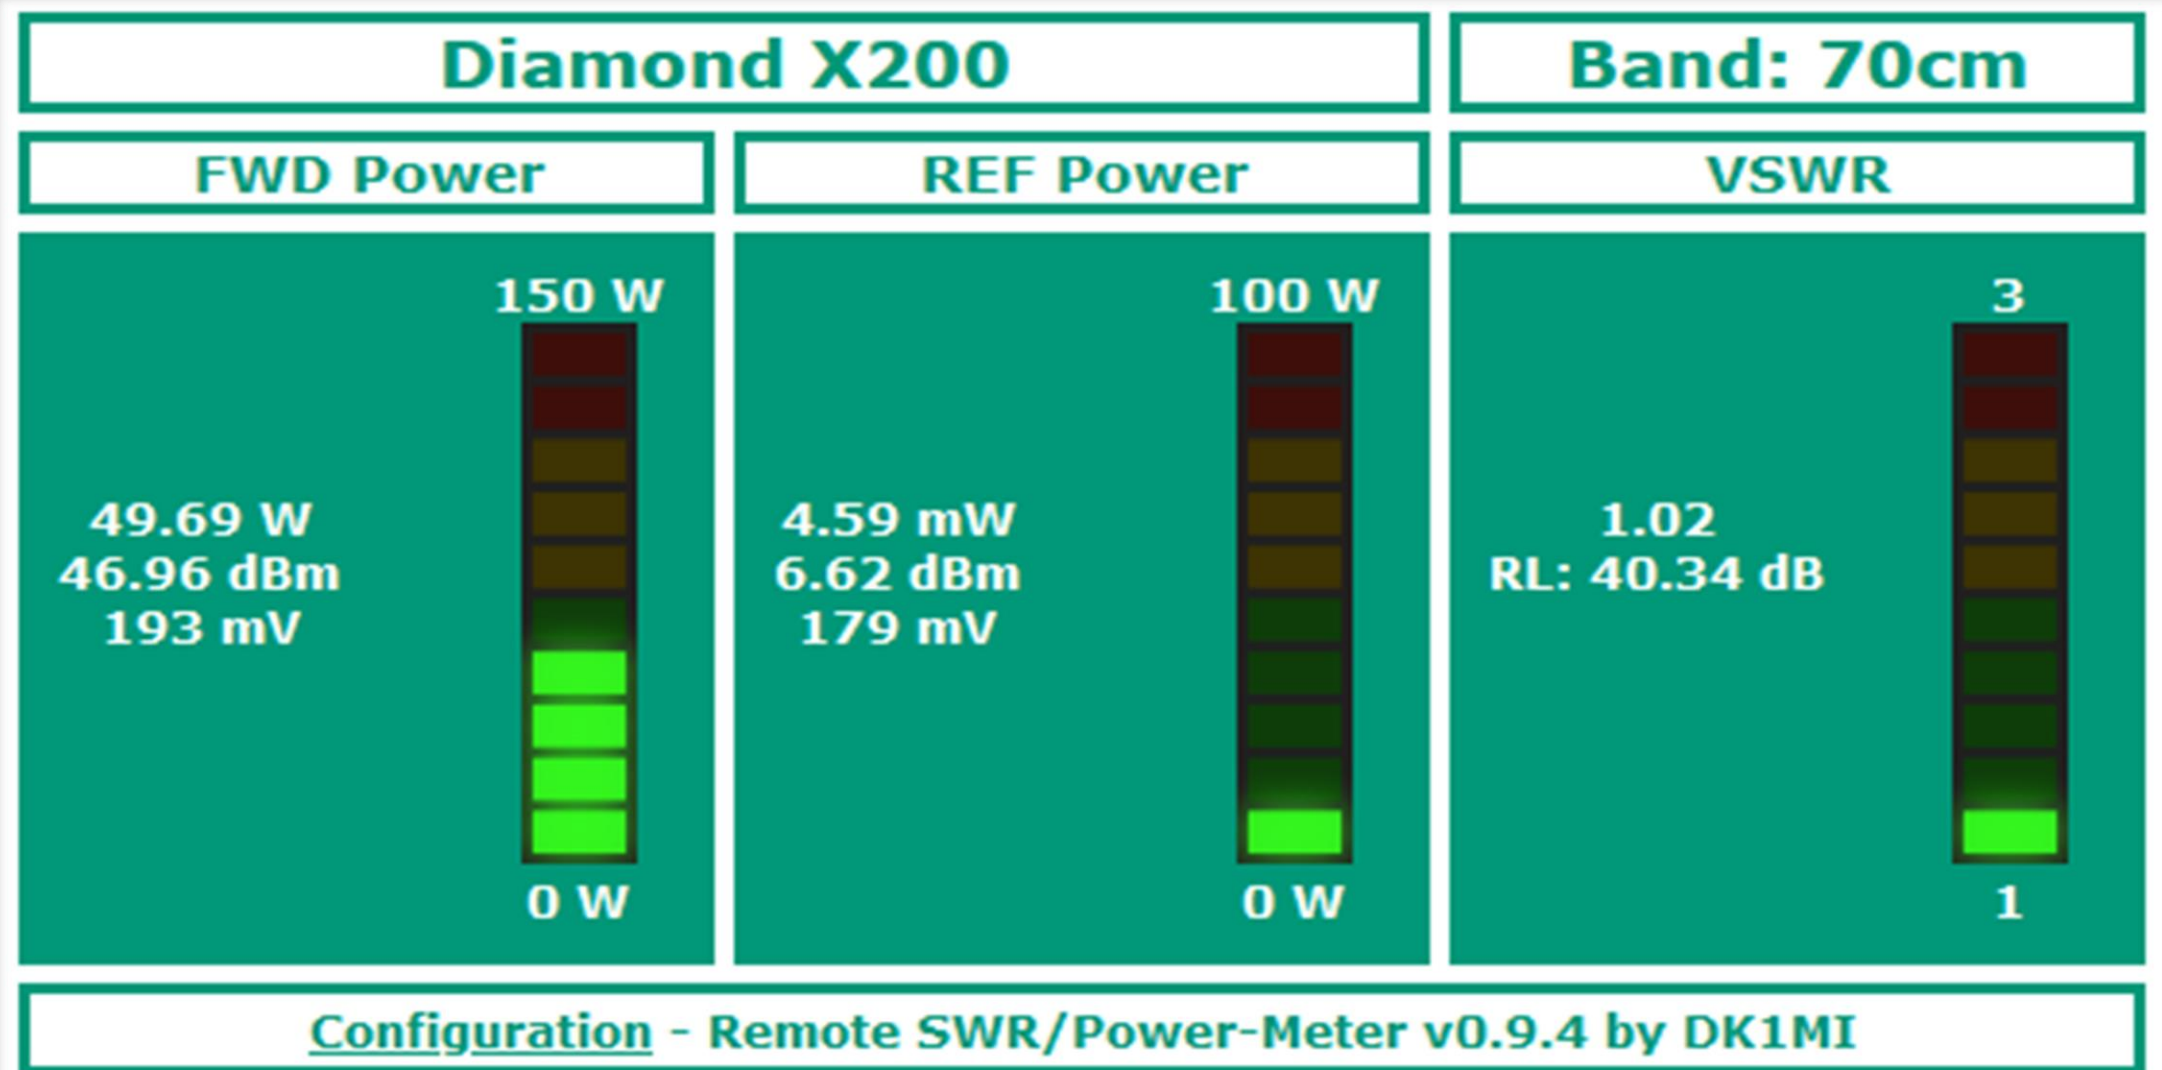 Diamond X200
Band: 70cm
FWD Power
REF Power
VSWR
150 W
49.69 W
46.96 dBm
193 mV
0 W
100 W
4.59 mW
6.62 dBm
179 mV
0 W
3
1.02
RL: 40.34 dB
1
Configuration - Remote SWR/Power-Meter v0.9.4 by DK1MI